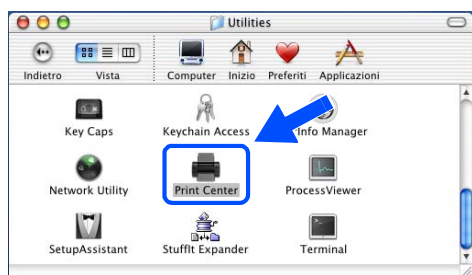 Utilities
Indietro Vista Computer Inizio Preferiti Applicazioni
Key Caps Keychain Access Info Manager
Network Utility Print Center ProcessViewer
SetupAssistant StuffIt Expander Terminal